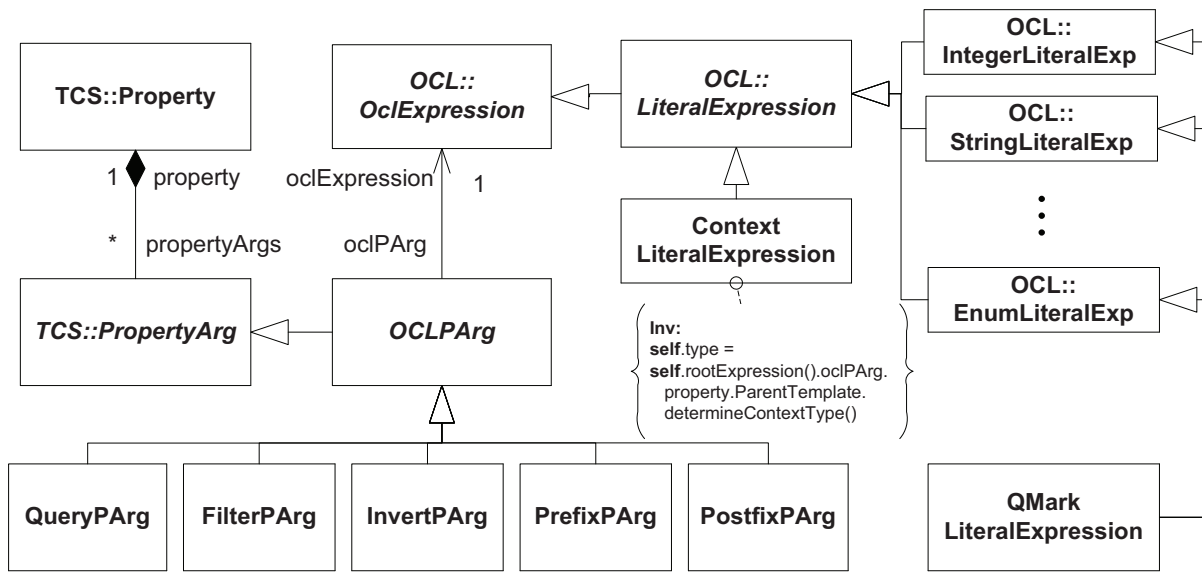 TCS::Property
OCL::
OclExpression
OCL::
LiteralExpression
OCL::
IntegerLiteralExp
OCL::
StringLiteralExp
1
property
oclExpression
1
*
propertyArgs
oclPArg
Context
LiteralExpression
OCL::
EnumLiteralExp
TCS::PropertyArg
OCLPArg
Inv:
self.type =
self.rootExpression().oclPArg.
property.ParentTemplate.
determineContextType()
QueryPArg
FilterPArg
InvertPArg
PrefixPArg
PostfixPArg
QMark
LiteralExpression